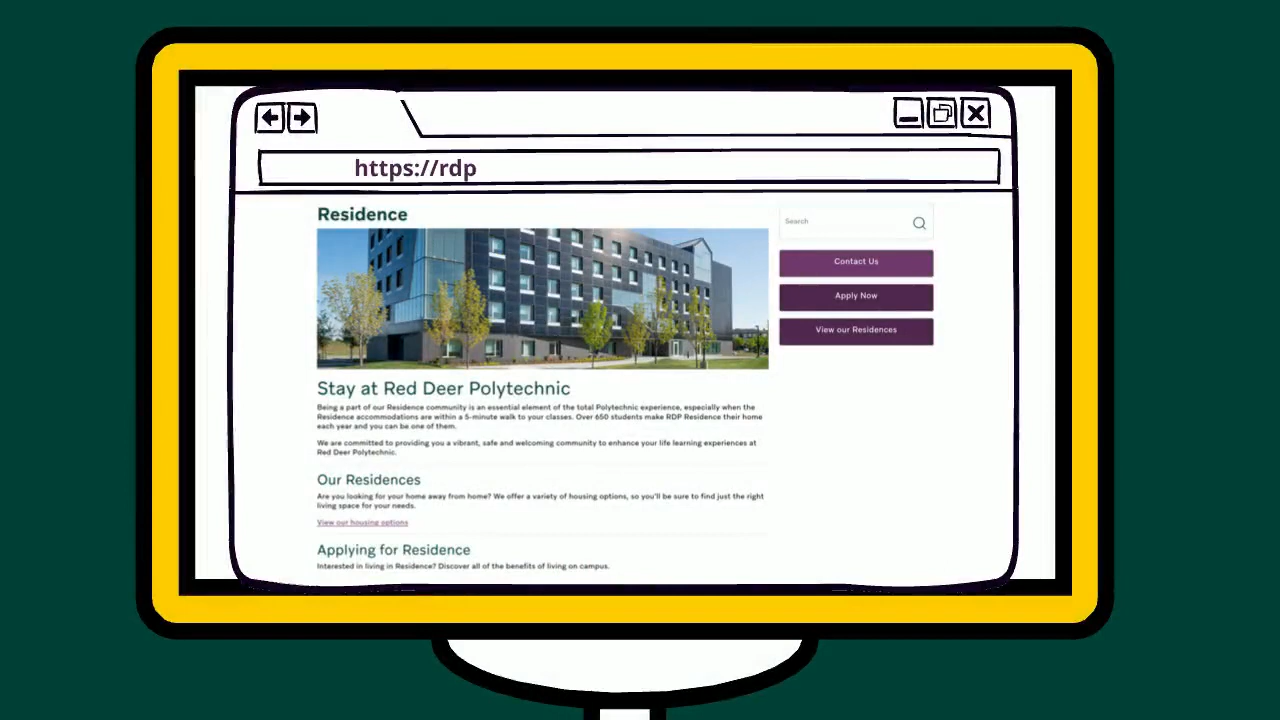 https://rdp
Residence
Search
Contact Us
Apply Now
View our Residences
Stay at Red Deer Polytechnic
Being a part of our Residence community is an essential element of the total Polytechnic experience, especially when the
Residence accommodations are within a 5-minute walk to your classes. Over 650 students make RDP Residence their home
each year and you can be one of them.
We are committed to providing you a vibrant, safe and welcoming community to enhance your life learning experiences at
Red Deer Polytechnic.
Our Residences
Are you looking for your home away from home? We offer a variety of housing options, so you'll be sure to find just the right
living space for your needs.
View our housing options
Applying for Residence
Interested in living in Residence? Discover all of the benefits of living on campus.